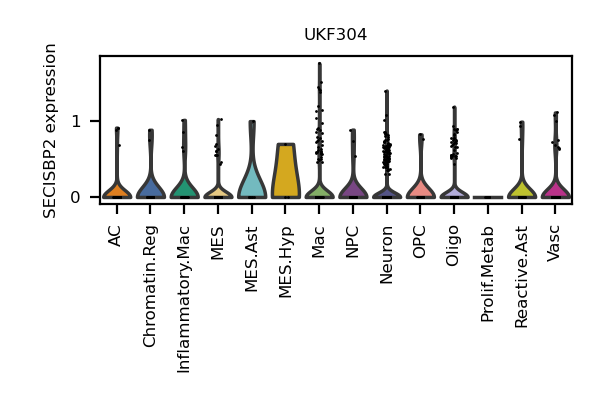 UKF304
SECISBP2 expression
1
0
AC
Chromatin.Reg
Inflammatory.Mac
MES
MES.Ast
MES.Hyp
Mac
NPC
Neuron
OPC
Oligo
Prolif.Metab
Reactive.Ast
Vasc